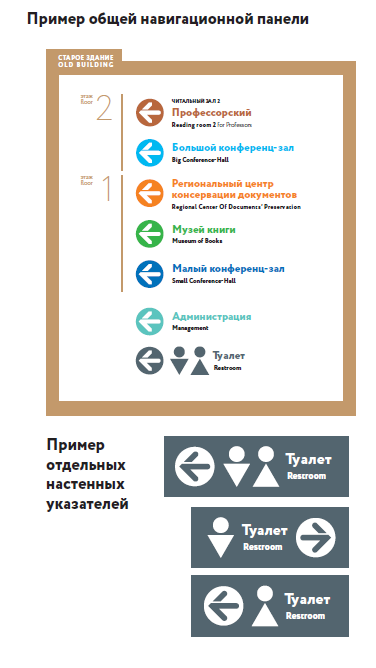 Пример общей навигационной панели
СТАРОЕ ЗДАНИЕ
OLD BUILDING
этаж
floor
2
ЧИТАЛЬНЫЙ ЗАЛ 2
Профессорский
Reading room 2 for Professors
Большой конференц-зал
Big Conference-Hall
этаж
floor
1
Региональный центр
консервации документов
Regional Center Of Documents' Preservacion
Музей книги
Museum of Books
Малый конференц-зал
Small Conference-Hall
Администрация
Management
Туалет
Restroom
Пример
отдельных
настенных
указателей
Туалет
Restroom
Туалет
Restroom
Туалет
Restroom